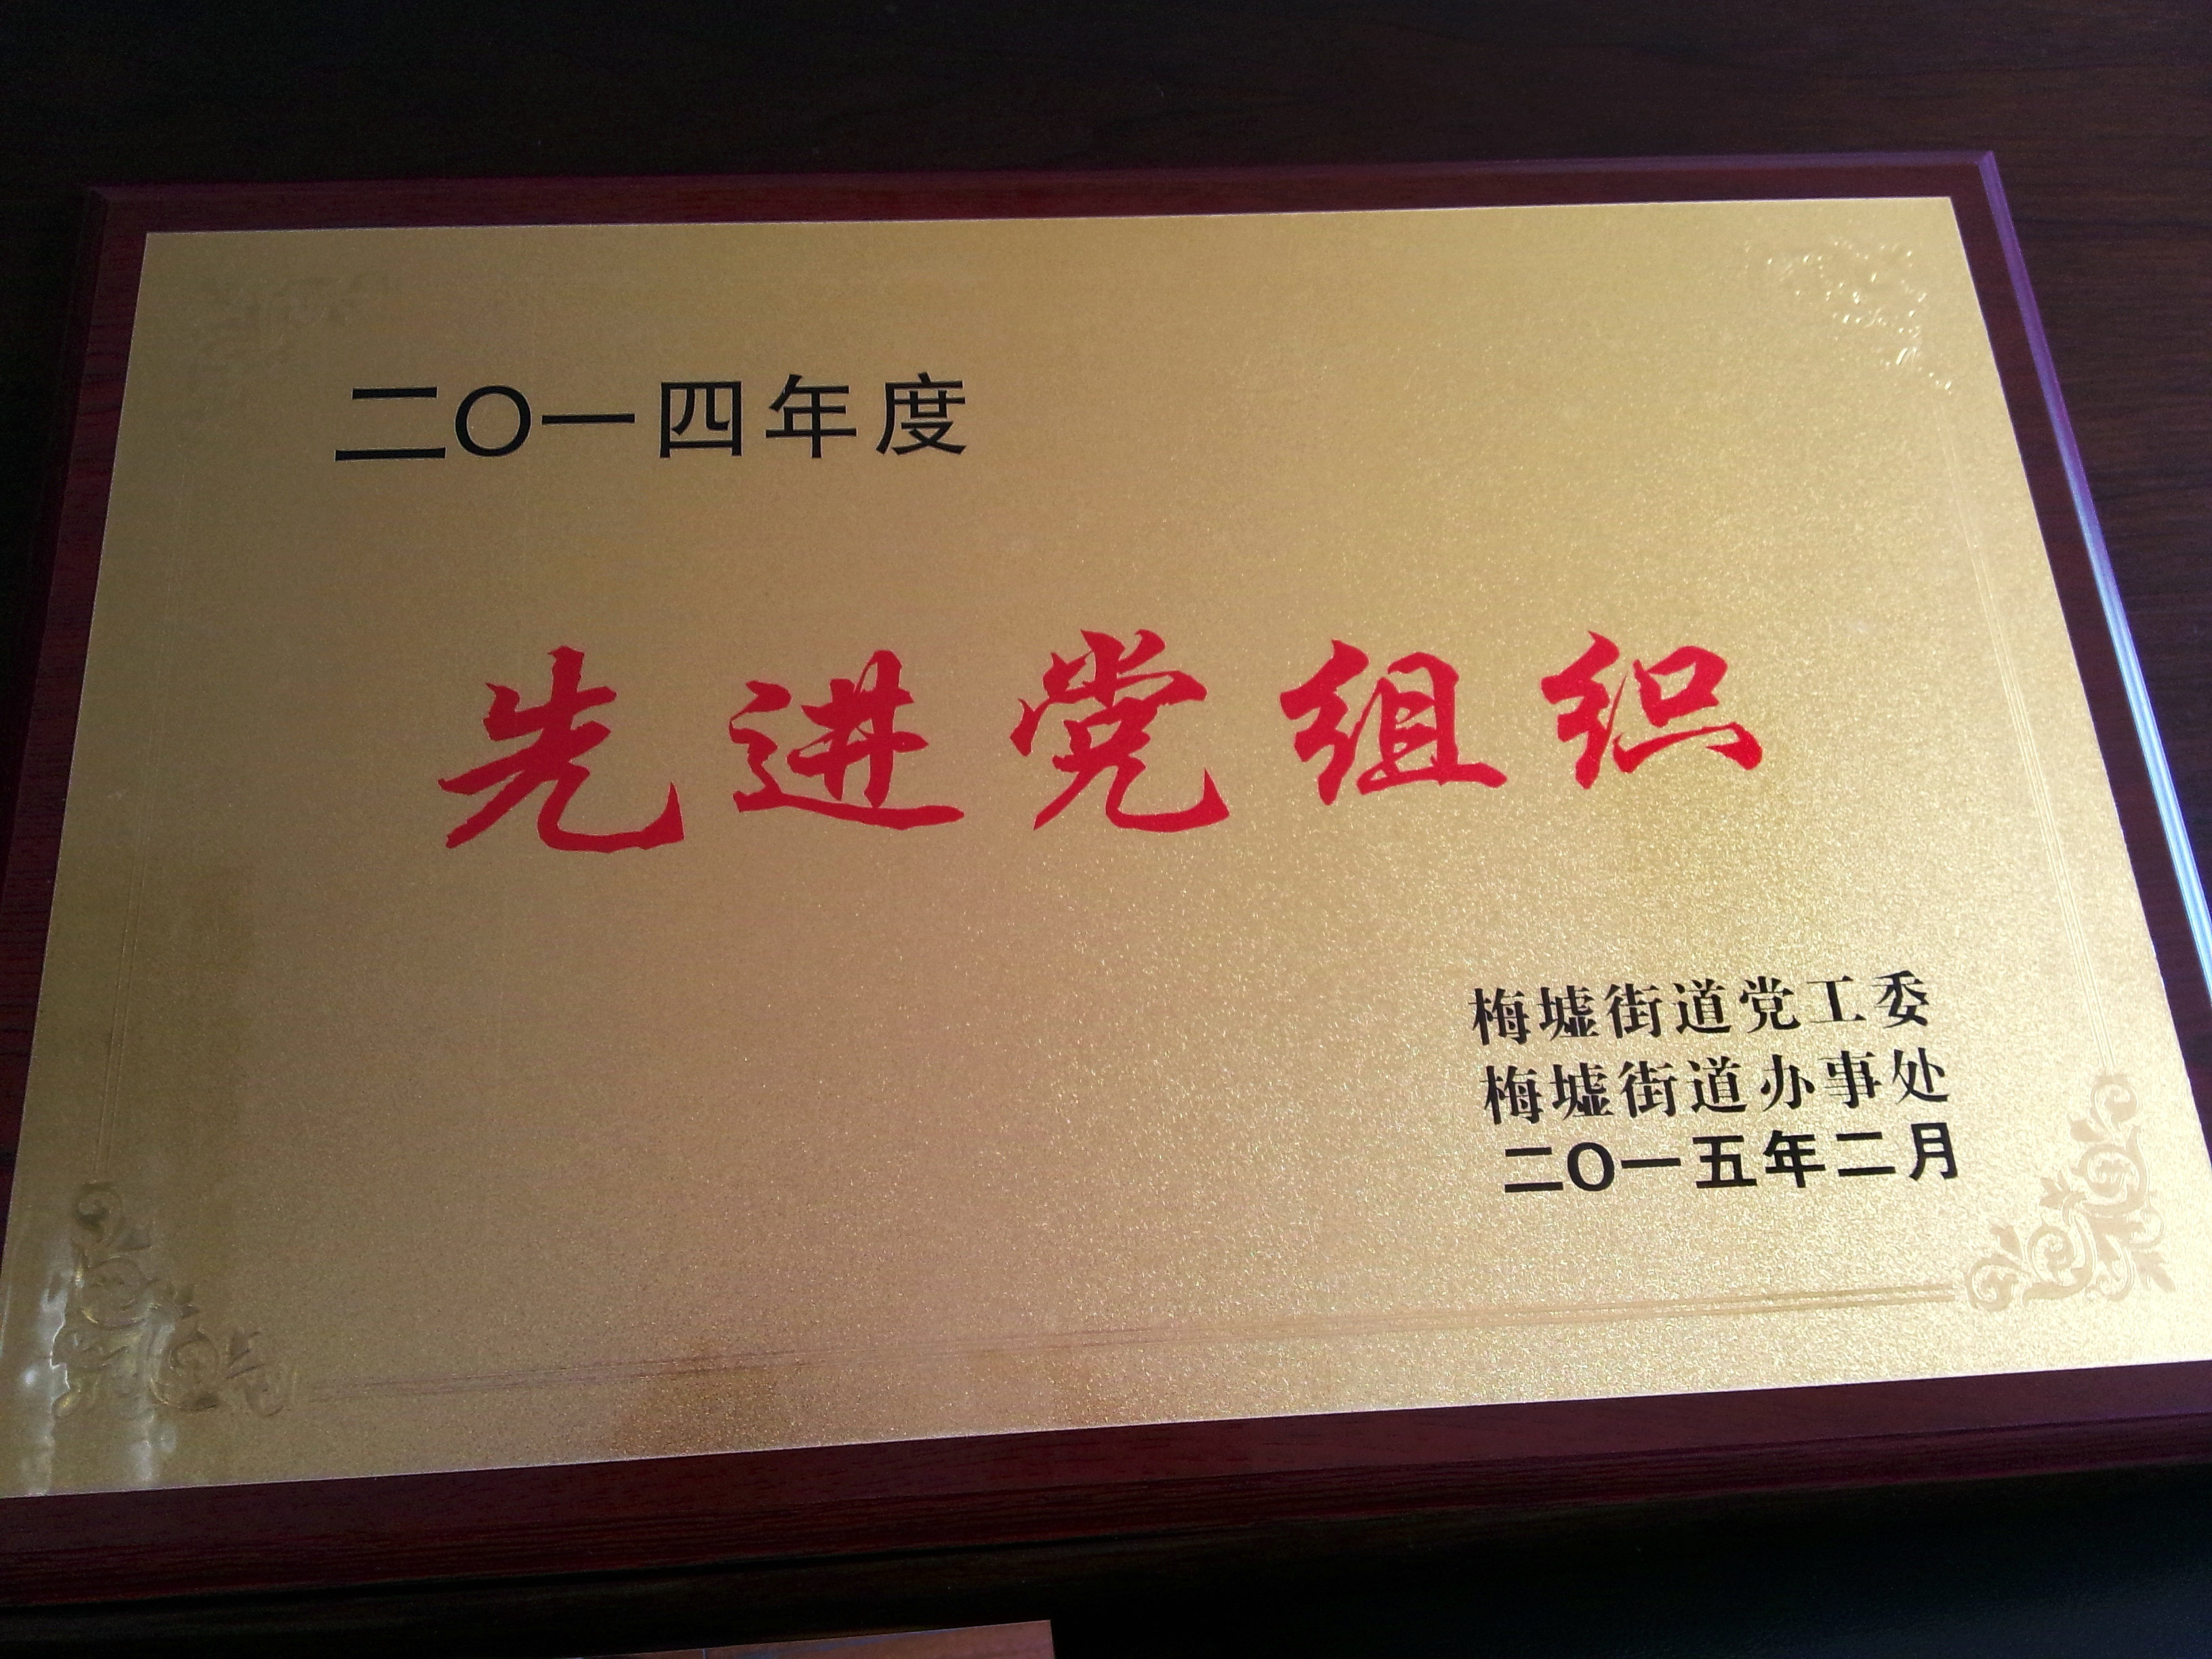 二〇一四年度
先进党组织
梅墟街道党工委
梅墟街道办事处
二〇一五年二月